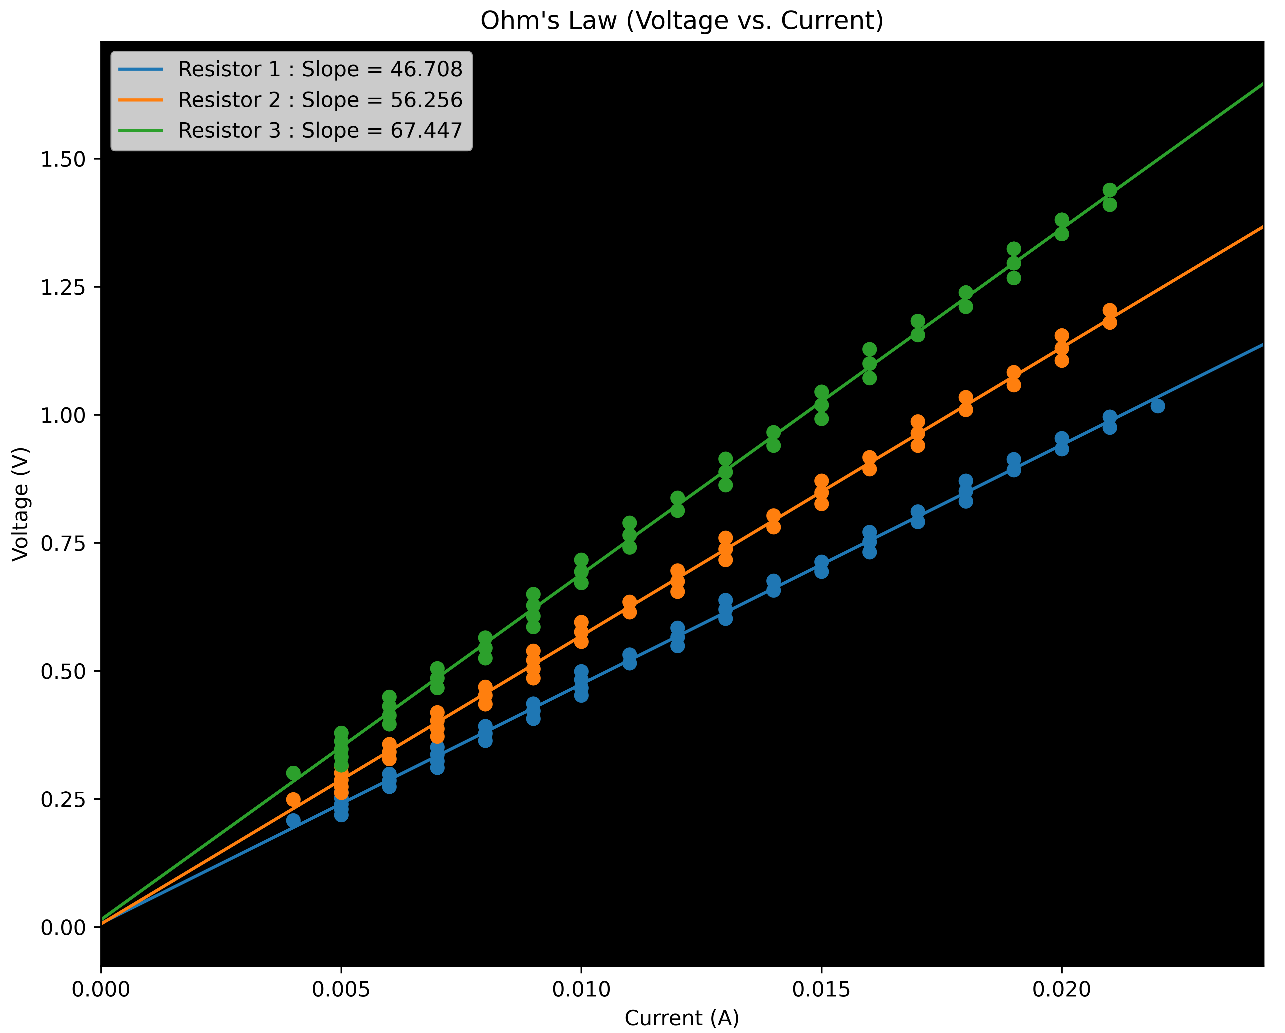 Ohm's Law (Voltage vs. Current)
Resistor 1 : Slope = 46.708
Resistor 2 : Slope = 56.256
Resistor 3 : Slope = 67.447
1.50
1.25
1.00
0.75
0.50
0.25
0.00
Voltage (V)
0.000 0.005 0.010 0.015 0.020
Current (A)